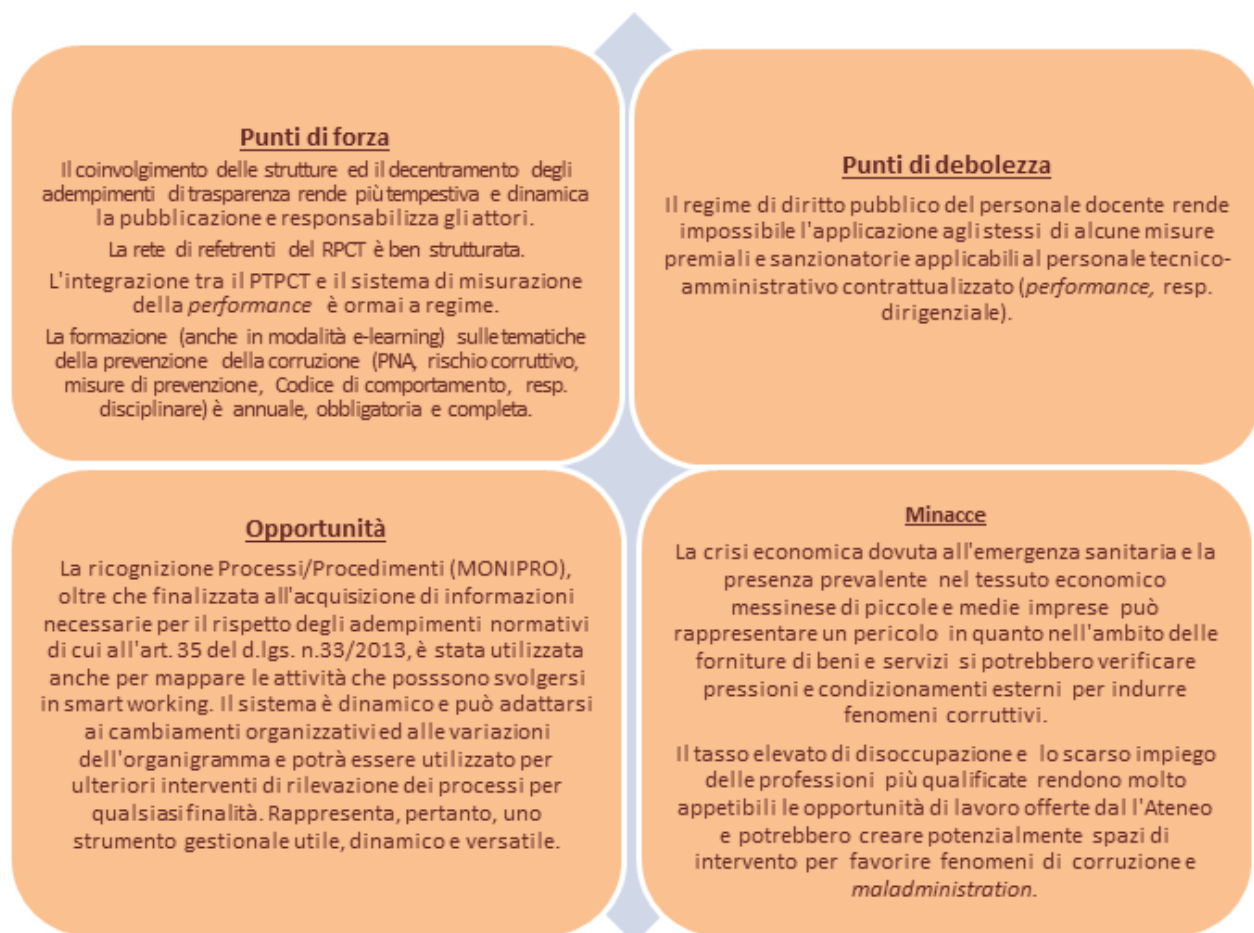 Punti di forza
Il coinvolgimento delle strutture ed il decentramento degli
adempimenti di trasparenza rende più tempestiva e dinamica
la pubblicazione e responsabilizza gli attori.
La rete di refetrenti del RPCT è ben strutturata.
L'integrazione tra il PTPCT e il sistema di misurazione
della performance è ormai a regime.
La formazione (anche in modalità e-learning) sulle tematiche
della prevenzione della corruzione (PNA, rischio corruttivo,
misure di prevenzione, Codice di comportamento, resp.
disciplinare) è annuale, obbligatoria e completa.
Punti di debolezza
Il regime di diritto pubblico del personale docente rende
impossibile l'applicazione agli stessi di alcune misure
premiali e sanzionatorie applicabili al personale tecnico-
amministrativo contrattualizzato (performance, resp.
dirigenziale).
Opportunità
La ricognizione Processi/Procedimenti (MONIPRO),
oltre che finalizzata all'acquisizione di informazioni
necessarie per il rispetto degli adempimenti normativi
di cui all'art. 35 del d.lgs. n.33/2013, è stata utilizzata
anche per mappare le attività che posssono svolgersi
in smart working. Il sistema è dinamico e può adattarsi
ai cambiamenti organizzativi ed alle variazioni
dell'organigramma e potrà essere utilizzato per
ulteriori interventi di rilevazione dei processi per
qualsiasi finalità. Rappresenta, pertanto, uno
strumento gestionale utile, dinamico e versatile.
Minacce
La crisi economica dovuta all'emergenza sanitaria e la
presenza prevalente nel tessuto economico
messinese di piccole e medie imprese può
rappresentare un pericolo in quanto nell'ambito delle
forniture di beni e servizi si potrebbero verificare
pressioni e condizionamenti esterni per indurre
fenomeni corruttivi.
Il tasso elevato di disoccupazione e lo scarso impiego
delle professioni più qualificate rendono molto
appetibili le opportunità di lavoro offerte dal l'Ateneo
e potrebbero creare potenzialmente spazi di
intervento per favorire fenomeni di corruzione e
maladministration.